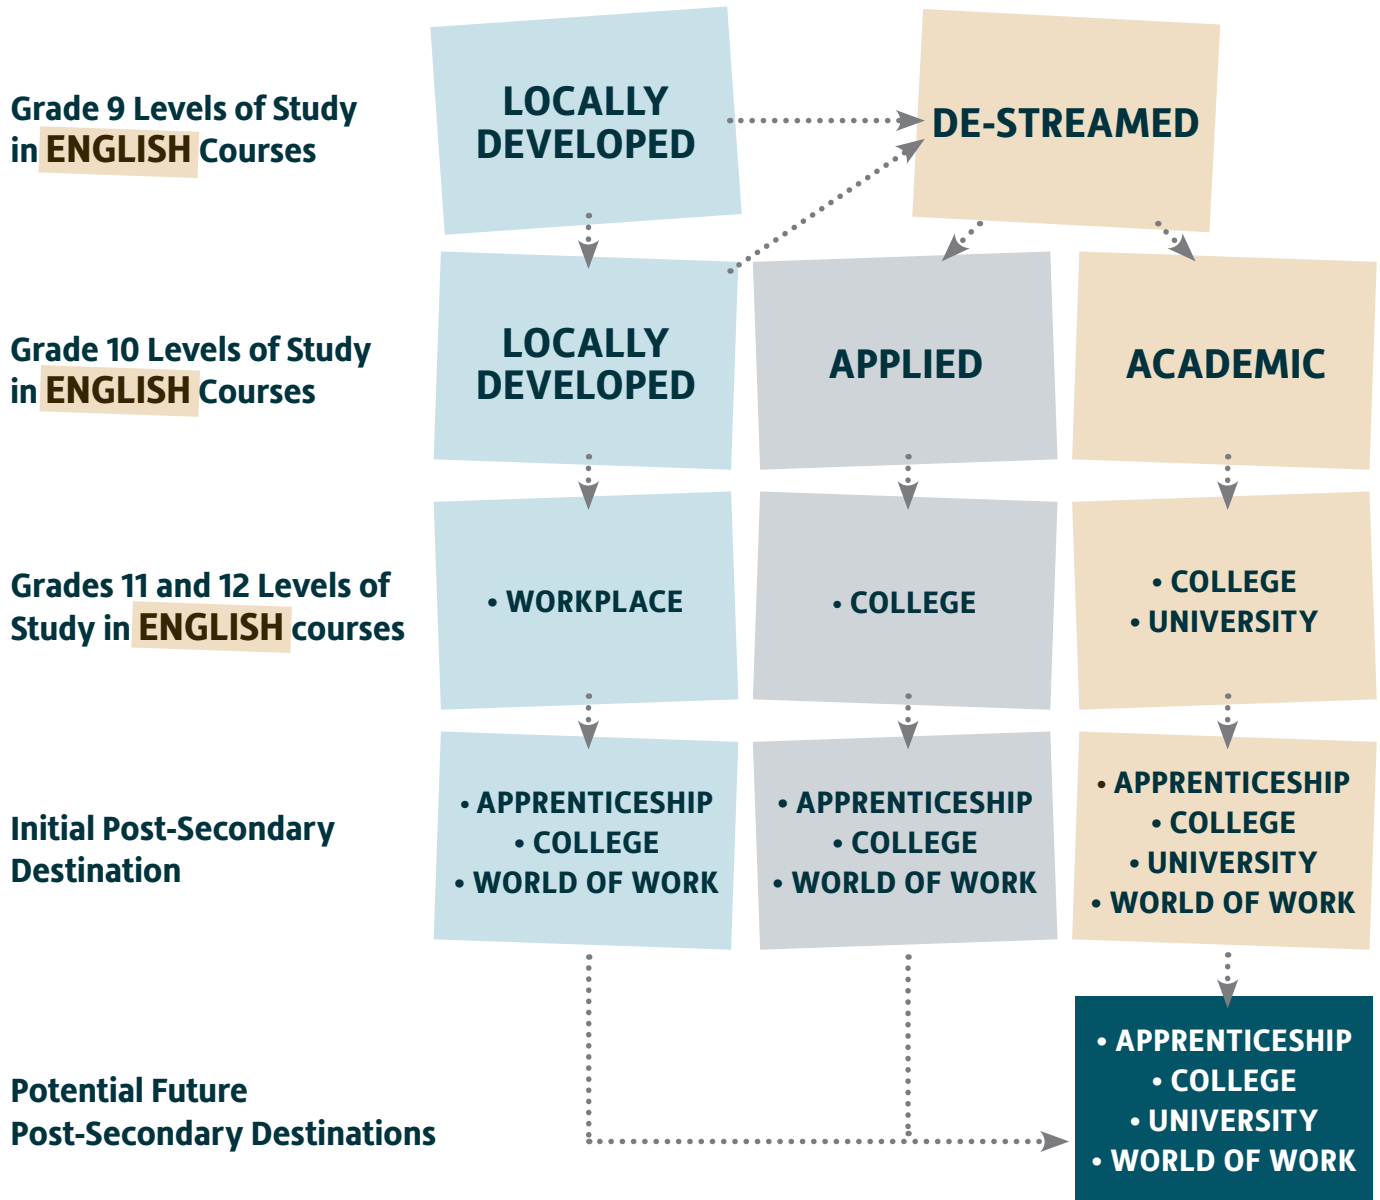 Grade 9 Levels of Study
in ENGLISH Courses
LOCALLY
DEVELOPED
DE-STREAMED
Grade 10 Levels of Study
in ENGLISH Courses
LOCALLY
DEVELOPED
APPLIED
ACADEMIC
Grades 11 and 12 Levels of
Study in ENGLISH courses
• WORKPLACE
• COLLEGE
• COLLEGE
• UNIVERSITY
Initial Post-Secondary
Destination
• APPRENTICESHIP
• COLLEGE
• WORLD OF WORK
• APPRENTICESHIP
• COLLEGE
• WORLD OF WORK
• APPRENTICESHIP
• COLLEGE
• UNIVERSITY
• WORLD OF WORK
Potential Future
Post-Secondary Destinations
• APPRENTICESHIP
• COLLEGE
• UNIVERSITY
• WORLD OF WORK